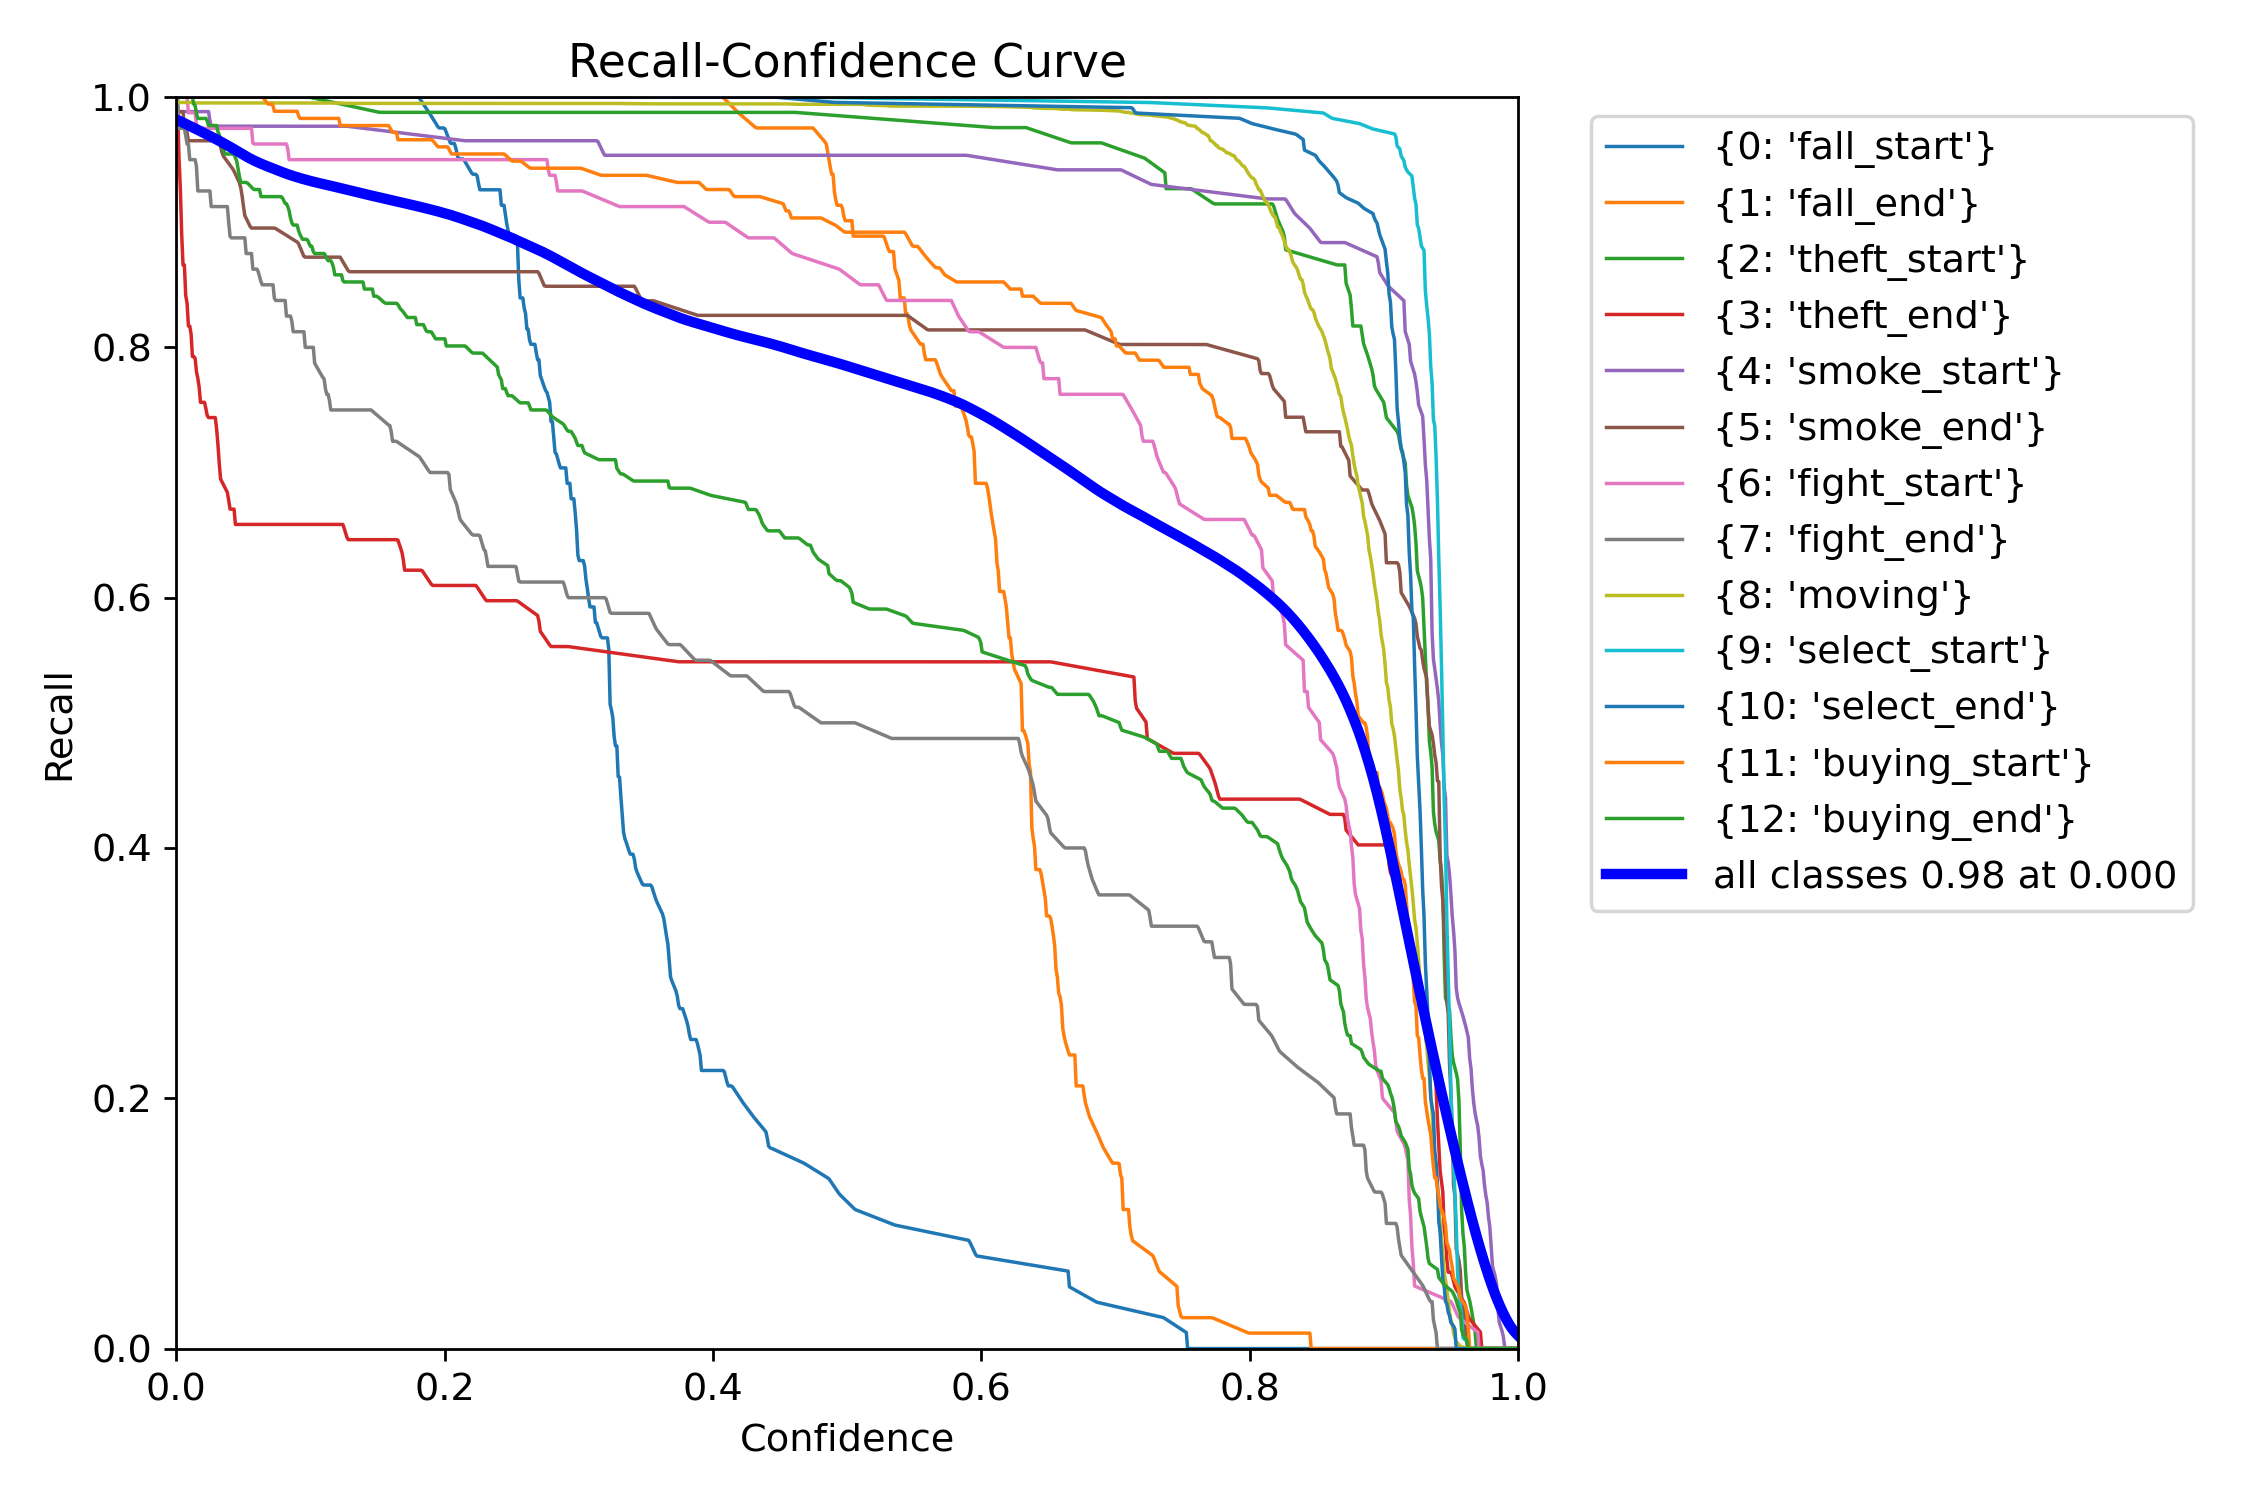 Recall-Confidence Curve
1.0
0.8
0.6
0.4
0.2
0.0
Recall
0.0 0.2 0.4 0.6 0.8 1.0
Confidence
{0: 'fall_start'}
{1: 'fall_end'}
{2: 'theft_start'}
{3: 'theft_end'}
{4: 'smoke_start'}
{5: 'smoke_end'}
{6: 'fight_start'}
{7: 'fight_end'}
{8: 'moving'}
{9: 'select_start'}
{10: 'select_end'}
{11: 'buying_start'}
{12: 'buying_end'}
all classes 0.98 at 0.000